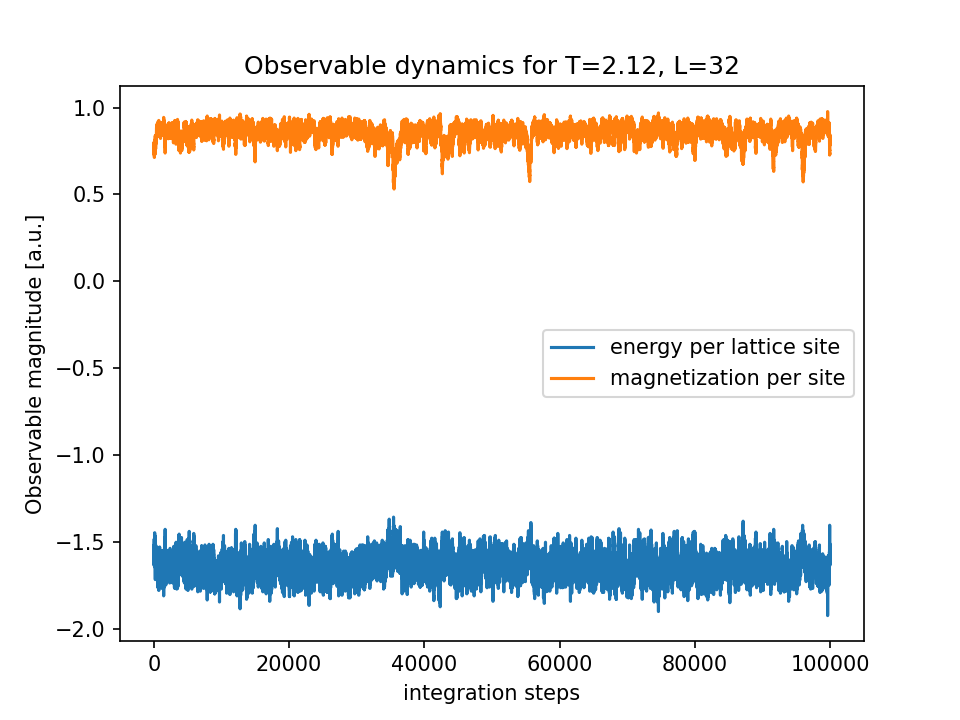 Observable dynamics for T=2.12, L=32
Observable magnitude [a.u.]
1.0
0.5
0.0
−0.5
−1.0
−1.5
−2.0
energy per lattice site
magnetization per site
0 20000 40000 60000 80000 100000
integration steps